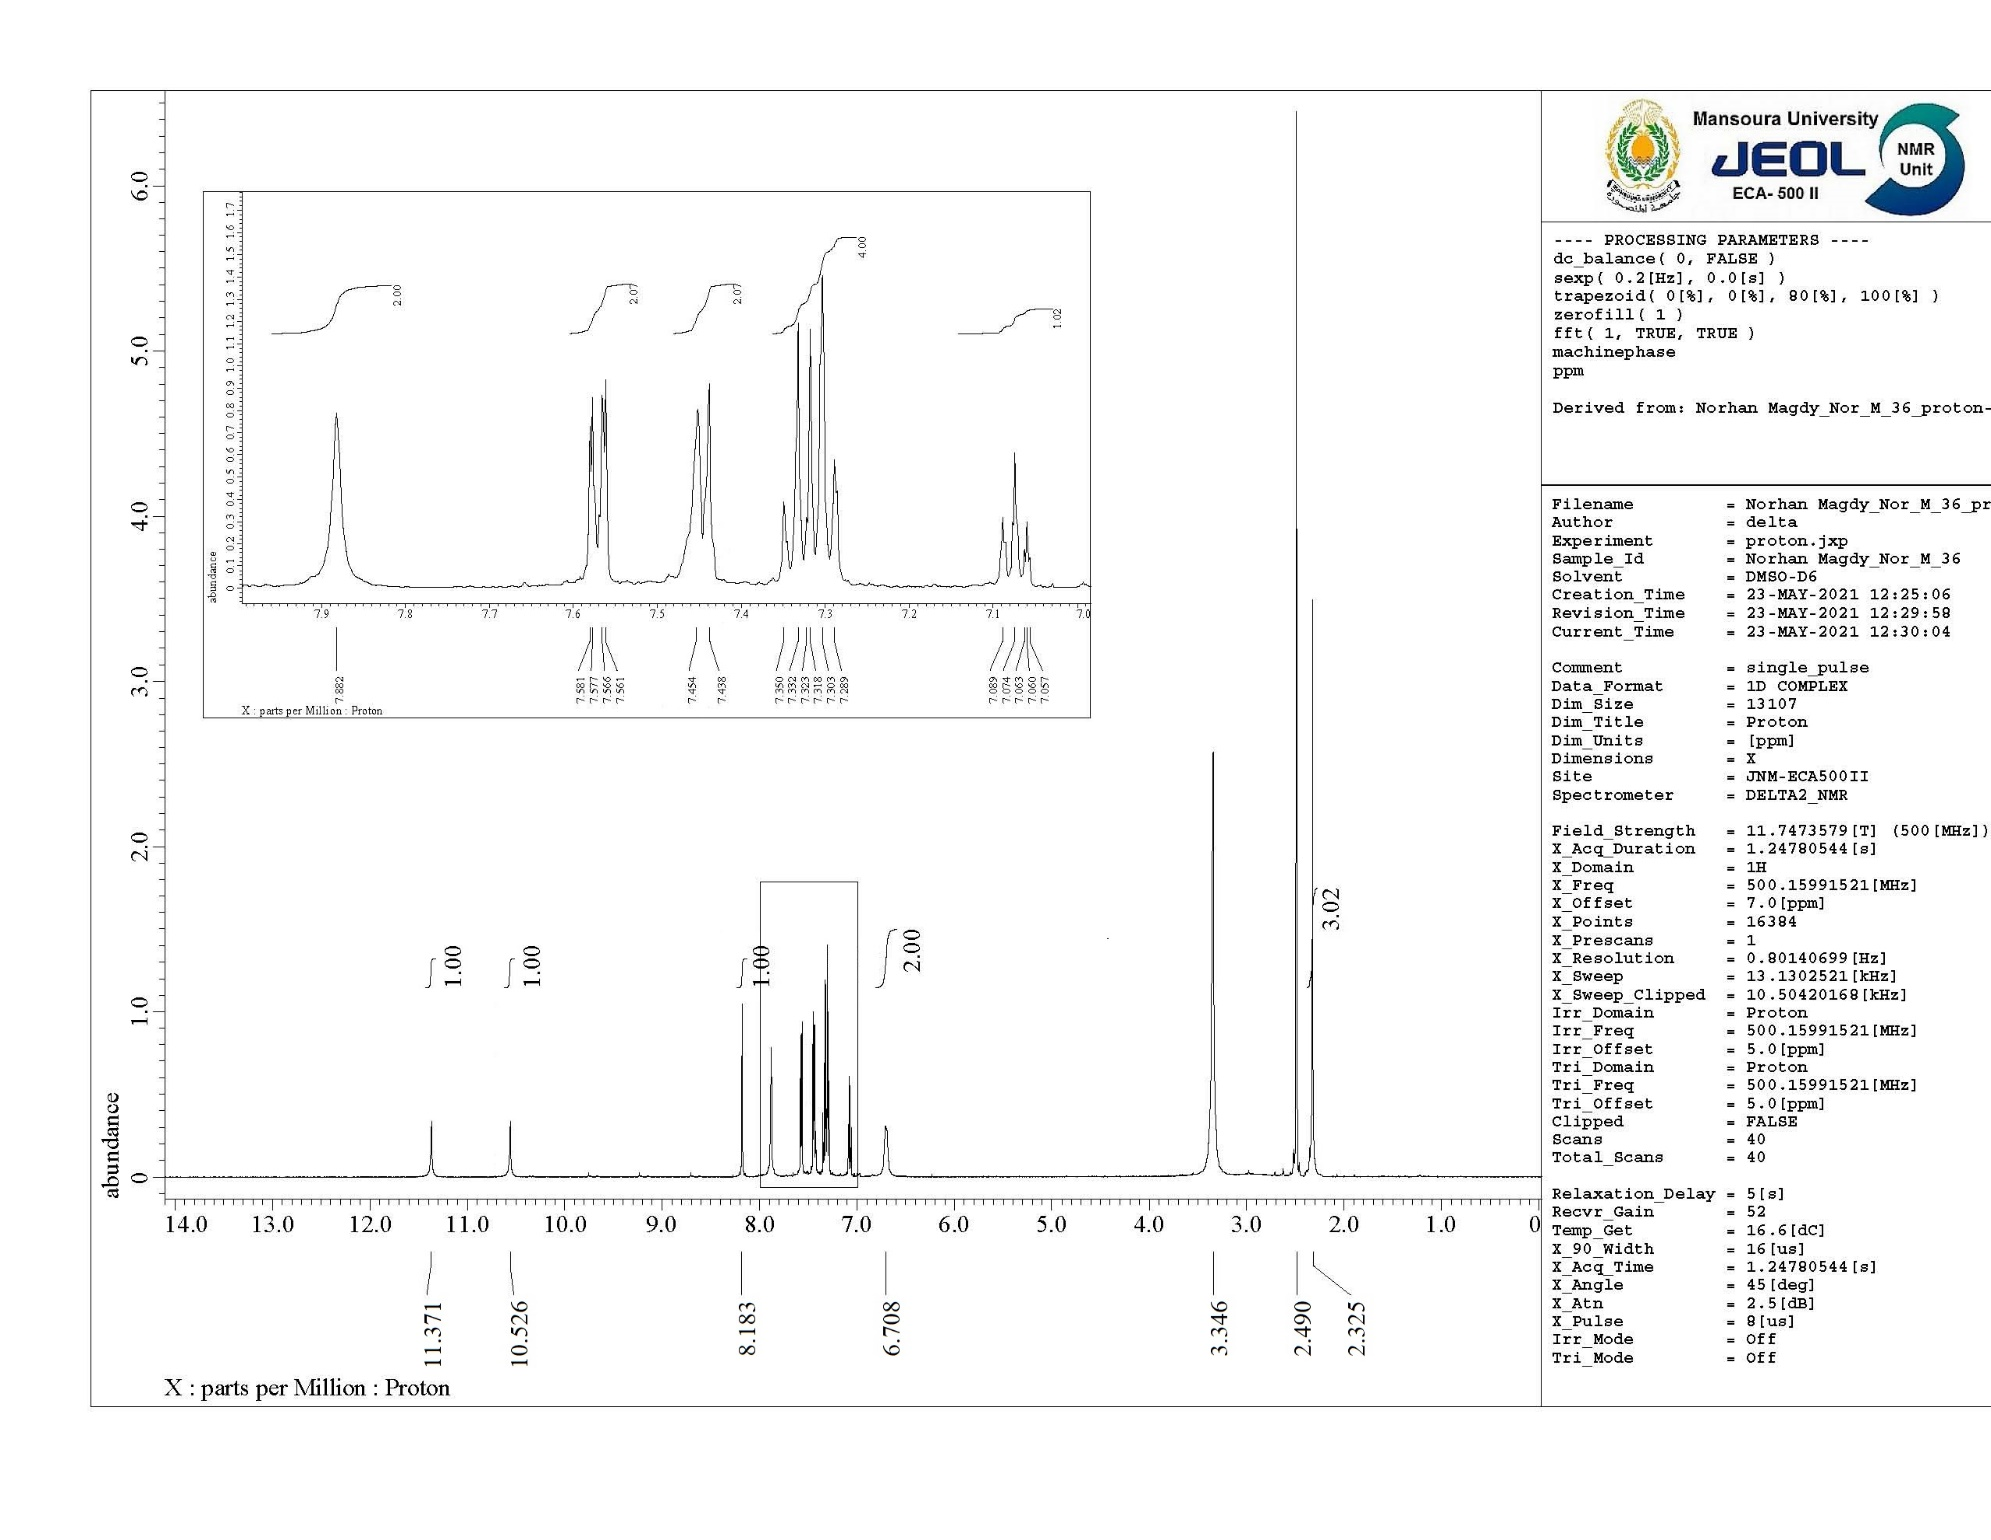 Mansoura University
JEOL
ECA- 500 II
NMR
Unit
---- PROCESSING PARAMETERS ----
dc_balance( 0, FALSE )
sexp( 0.2[Hz], 0.0[s] )
trapezoid( 0[%], 0[%], 80[%], 100[%] )
zerofill( 1 )
fft( 1, TRUE, TRUE )
machinephase
ppm
Derived from: Norhan Magdy_Nor_M_36_proton-
Filename = Norhan Magdy_Nor_M_36_pr
Author = delta
Experiment = proton.jxp
Sample_Id = Norhan Magdy_Nor_M_36
Solvent = DMSO-D6
Creation_Time = 23-MAY-2021 12:25:06
Revision_Time = 23-MAY-2021 12:29:58
Current_Time = 23-MAY-2021 12:30:04
Comment = single_pulse
Data_Format = 1D COMPLEX
Dim_Size = 13107
Dim_Title = Proton
Dim_Units = [ppm]
Dimensions = X
Site = JNM-ECA500II
Spectrometer = DELTA2_NMR
Field_Strength = 11.7473579[T] (500[MHz])
X_Acq_Duration = 1.24780544[s]
X_Domain = 1H
X_Freq = 500.15991521[MHz]
X_Offset = 7.0[ppm]
X_Points = 16384
X_Prescans = 1
X_Resolution = 0.80140699[Hz]
X_Sweep = 13.1302521[kHz]
X_Sweep_Clipped = 10.50420168[kHz]
Irr_Domain = Proton
Irr_Freq = 500.15991521[MHz]
Irr_Offset = 5.0[ppm]
Tri_Domain = Proton
Tri_Freq = 500.15991521[MHz]
Tri_Offset = 5.0[ppm]
Clipped = FALSE
Scans = 40
Total_Scans = 40
Relaxation_Delay = 5[s]
Recvr_Gain = 52
Temp_Get = 16.6[dC]
X_90_Width = 16[us]
X_Acq_Time = 1.24780544[s]
X_Angle = 45[deg]
X_Atn = 2.5[dB]
X_Pulse = 8[us]
Irr_Mode = Off
Tri_Mode = Off
abundance
0 1.0 2.0 3.0 4.0 5.0 6.0
abundance
0 0.1 0.2 0.3 0.4 0.5 0.6 0.7 0.8 0.9 1.0 1.1 1.2 1.3 1.4 1.5 1.6 1.7
2.00 2.07 2.07 4.00 1.02
7.9 7.8 7.7 7.6 7.5 7.4 7.3 7.2 7.1 7.0
7.882 7.581 7.577 7.566 7.561 7.454 7.438 7.350 7.332 7.323 7.318 7.303 7.289 7.089 7.074 7.063 7.060 7.057
X : parts per Million : Proton
1.00 1.00 1.00 2.00 3.02
14.0 13.0 12.0 11.0 10.0 9.0 8.0 7.0 6.0 5.0 4.0 3.0 2.0 1.0 0
11.371 10.526 8.183 6.708 3.346 2.490 2.325
X : parts per Million : Proton